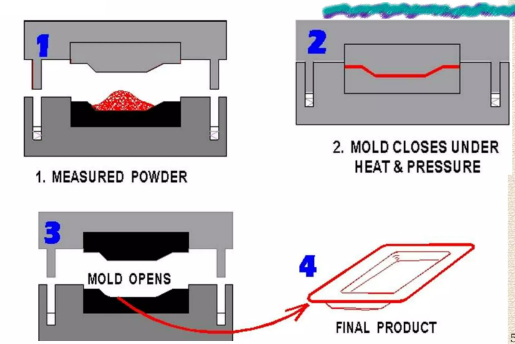 1
1. MEASURED POWDER
2
2. MOLD CLOSES UNDER
HEAT & PRESSURE
3
MOLD OPENS
4
FINAL PRODUCT